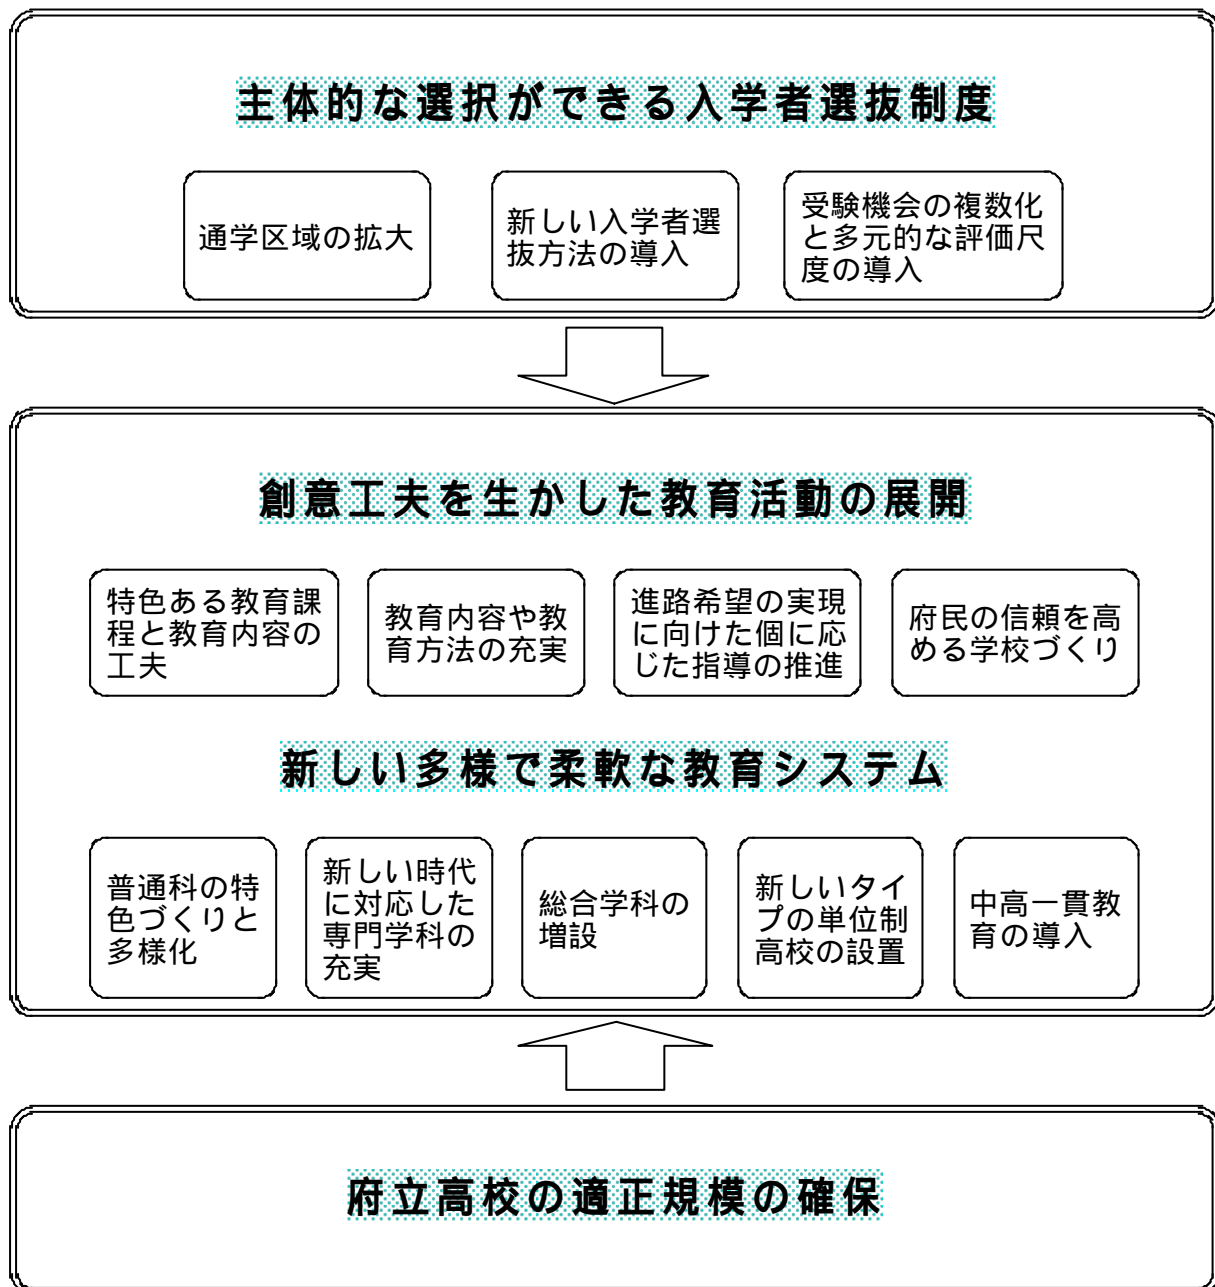 主体的な選択ができる入学者選抜制度
通学区域の拡大
新しい入学者選
抜方法の導入
受験機会の複数化
と多元的な評価尺
度の導入
創意工夫を生かした教育活動の展開
特色ある教育課
程と教育内容の
工夫
教育内容や教
育方法の充実
進路希望の実現
に向けた個に応
じた指導の推進
府民の信頼を高
める学校づくり
新しい多様で柔軟な教育システム
普通科の特
色づくりと
多様化
新しい時代
に対応した
専門学科の
充実
総合学科の
増設
新しいタイ
プの単位制
高校の設置
中高一貫教
育の導入
府立高校の適正規模の確保